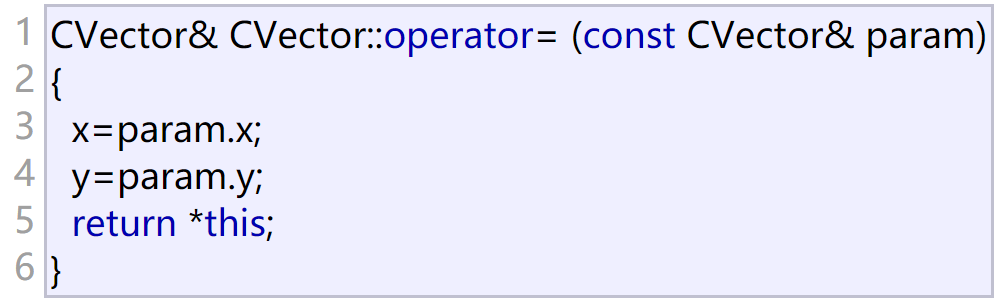 1 CVector& CVector::operator= (const CVector& param)
2 {
3   x=param.x;
4   y=param.y;
5   return *this;
6 }